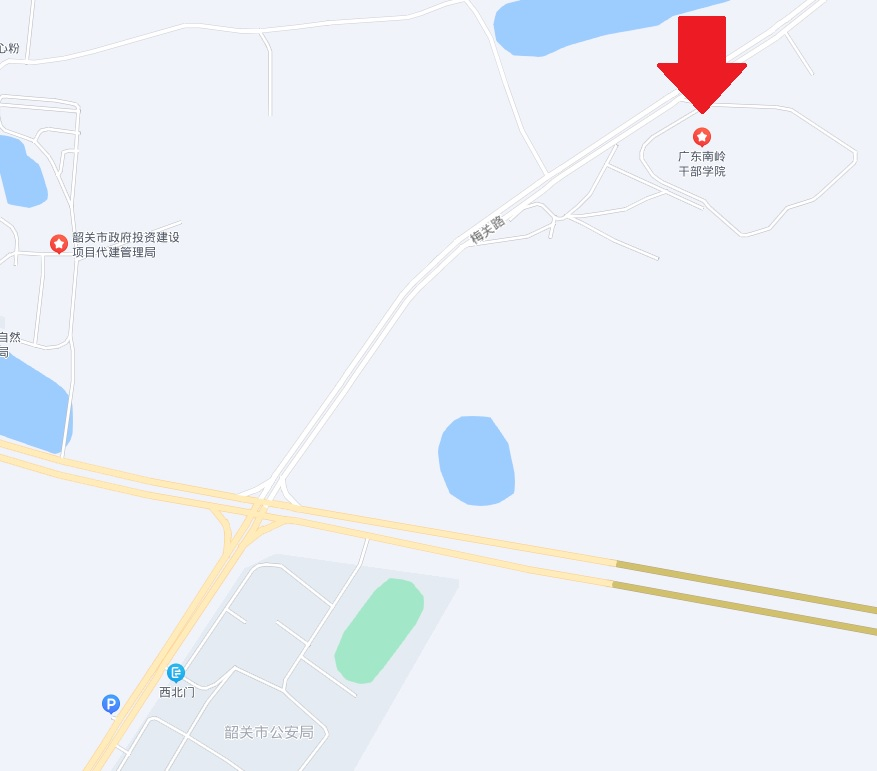 心粉
广东南岭
干部学院
梅关路
韶关市政府投资建设
项目代建管理局
自然
局
西北门
P
韶关市公安局